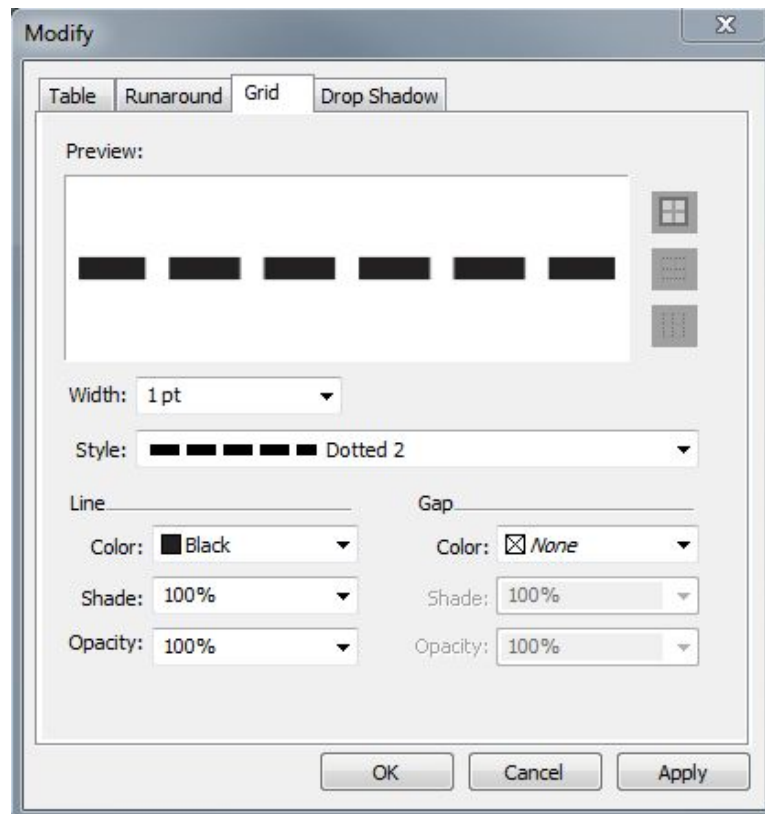 Modify
Table Runaround Grid Drop Shadow
Preview:
Width: 1 pt
Style: Dotted 2
Line Gap
Color: Black Color: None
Shade: 100% Shade: 100%
Opacity: 100% Opacity: 100%
OK Cancel Apply